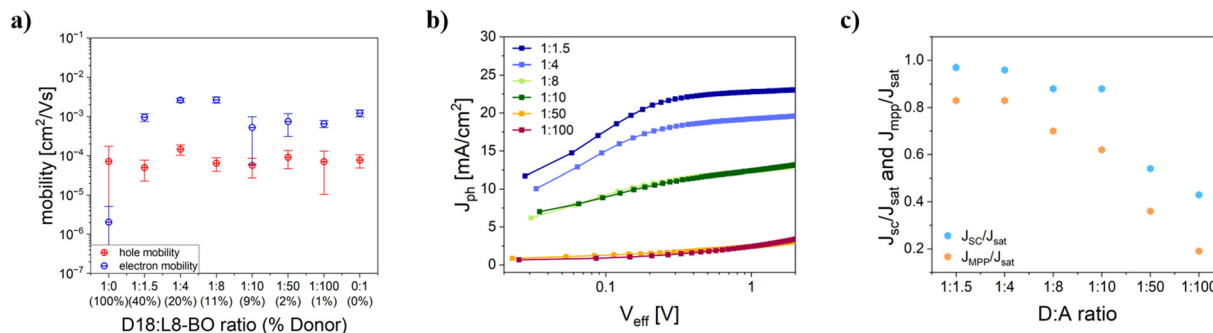 a)
mobility [cm²/Vs]
10⁻¹
10⁻²
10⁻³
10⁻⁴
10⁻⁵
10⁻⁶
10⁻⁷
hole mobility
electron mobility
1:0 1:1.5 1:4 1:8 1:10 1:50 1:100 0:1
(100%) (40%) (20%) (11%) (9%) (2%) (1%) (0%)
D18:L8-BO ratio (% Donor)
b)
J_ph [mA/cm²]
30
25
20
15
10
5
0
1:1.5
1:4
1:8
1:10
1:50
1:100
0.1 1
V_eff [V]
c)
J_sc/J_sat and J_mpp/J_sat
1.0
0.8
0.6
0.4
0.2
J_SC/J_sat
J_MPP/J_sat
1:1.5 1:4 1:8 1:10 1:50 1:100
D:A ratio